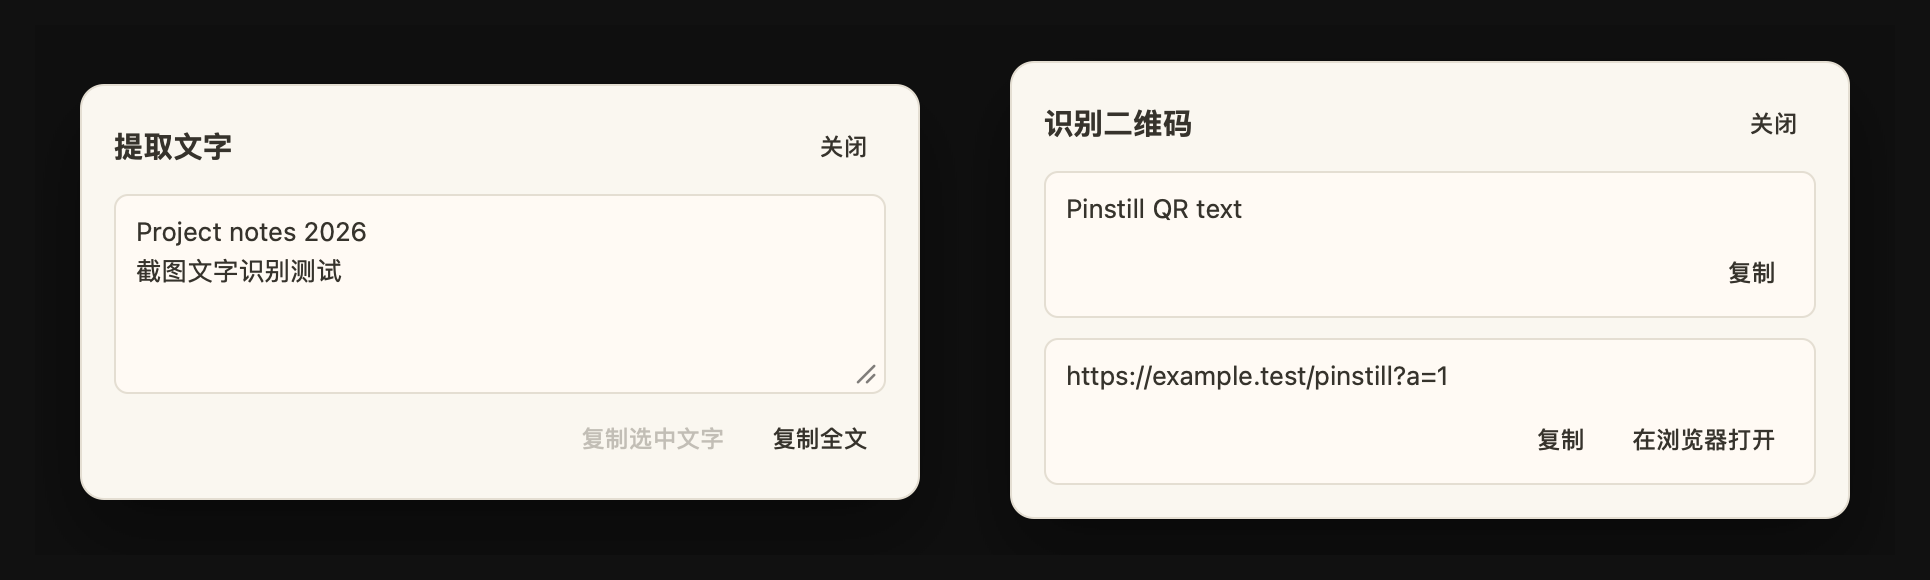 提取文字
关闭
Project notes 2026
截图文字识别测试
复制选中文字 复制全文
识别二维码
关闭
Pinstill QR text
复制
https://example.test/pinstill?a=1
复制 在浏览器打开